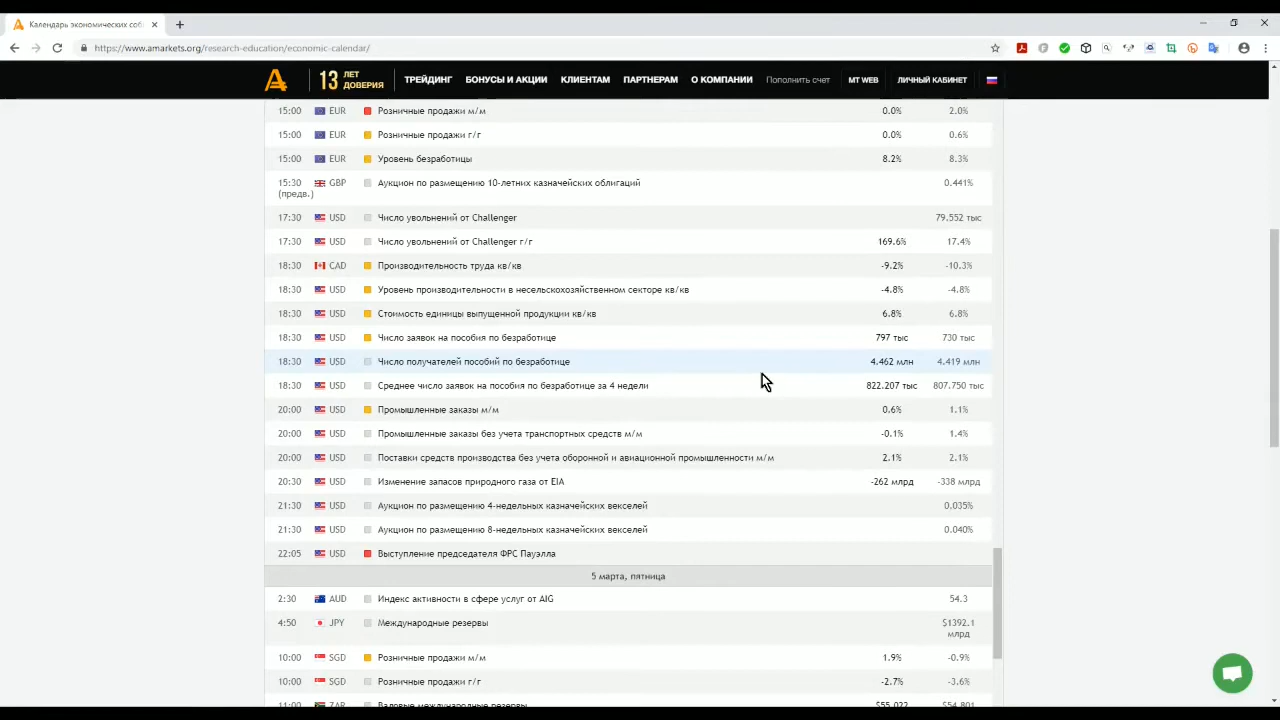 Календарь экономических соб
https://www.amarkets.org/research-education/economic-calendar/
13 ЛЕТ ДОВЕРИЯ ТРЕЙДИНГ БОНУСЫ И АКЦИИ КЛИЕНТАМ ПАРТНЕРАМ О КОМПАНИИ Пополнить счет MT WEB ЛИЧНЫЙ КАБИНЕТ
15:00 EUR Розничные продажи м/м 0.0% 2.0%
15:00 EUR Розничные продажи г/г 0.0% 0.6%
15:00 EUR Уровень безработицы 8.2% 8.3%
15:30 (предв.) GBP Аукцион по размещению 10-летних казначейских облигаций 0.441%
17:30 USD Число увольнений от Challenger 79.552 тыс
17:30 USD Число увольнений от Challenger г/г 169.6% 17.4%
18:30 CAD Производительность труда кв/кв -9.2% -10.3%
18:30 USD Уровень производительности в несельскохозяйственном секторе кв/кв -4.8% -4.8%
18:30 USD Стоимость единицы выпущенной продукции кв/кв 6.8% 6.8%
18:30 USD Число заявок на пособия по безработице 797 тыс 730 тыс
18:30 USD Число получателей пособий по безработице 4.462 млн 4.419 млн
18:30 USD Среднее число заявок на пособия по безработице за 4 недели 822.207 тыс 807.750 тыс
20:00 USD Промышленные заказы м/м 0.6% 1.1%
20:00 USD Промышленные заказы без учета транспортных средств м/м -0.1% 1.4%
20:00 USD Поставки средств производства без учета оборонной и авиационной промышленности м/м 2.1% 2.1%
20:30 USD Изменение запасов природного газа от EIA -262 млрд -338 млрд
21:30 USD Аукцион по размещению 4-недельных казначейских векселей 0.035%
21:30 USD Аукцион по размещению 8-недельных казначейских векселей 0.040%
22:05 USD Выступление председателя ФРС Пауэлла
5 марта, пятница
2:30 AUD Индекс активности в сфере услуг от AIG 54.3
4:50 JPY Международные резервы $1392.1 млрд
10:00 SGD Розничные продажи м/м 1.9% -0.9%
10:00 SGD Розничные продажи г/г -2.7% -3.6%
11:00 ZAR Валовые международные резервы $55.022 $54.801